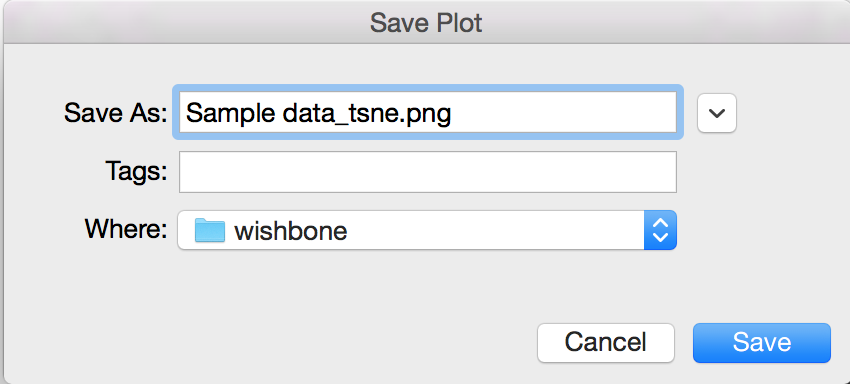 Save Plot
Save As: Sample data_tsne.png
Tags:
Where: wishbone
Cancel Save